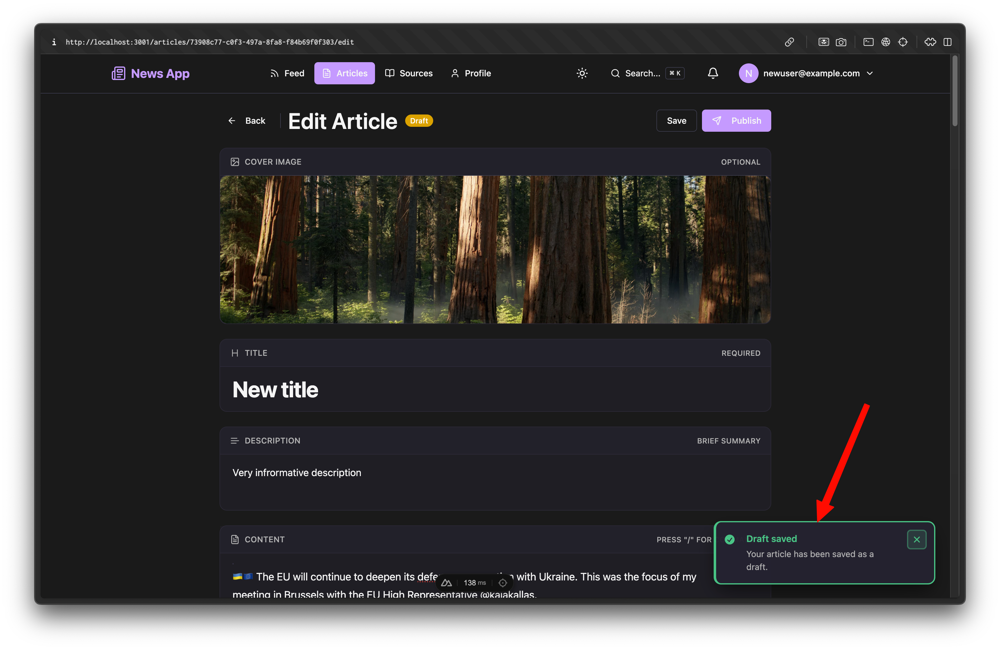 i http://localhost:3001/articles/73908c77-c0f3-497a-8fa8-f84b69f0f303/edit
News App Feed Articles Sources Profile Search... ⌘ K N newuser@example.com
Back Edit Article Draft Save Publish
COVER IMAGE OPTIONAL
TITLE REQUIRED
New title
DESCRIPTION BRIEF SUMMARY
Very infrormative description
CONTENT PRESS "/" FOR
Draft saved
Your article has been saved as a
draft.
🇺🇦🇪🇺 The EU will continue to deepen its with Ukraine. This was the focus of my
138 ms
meeting in Brussels with the EU High Representative @kajakallas.